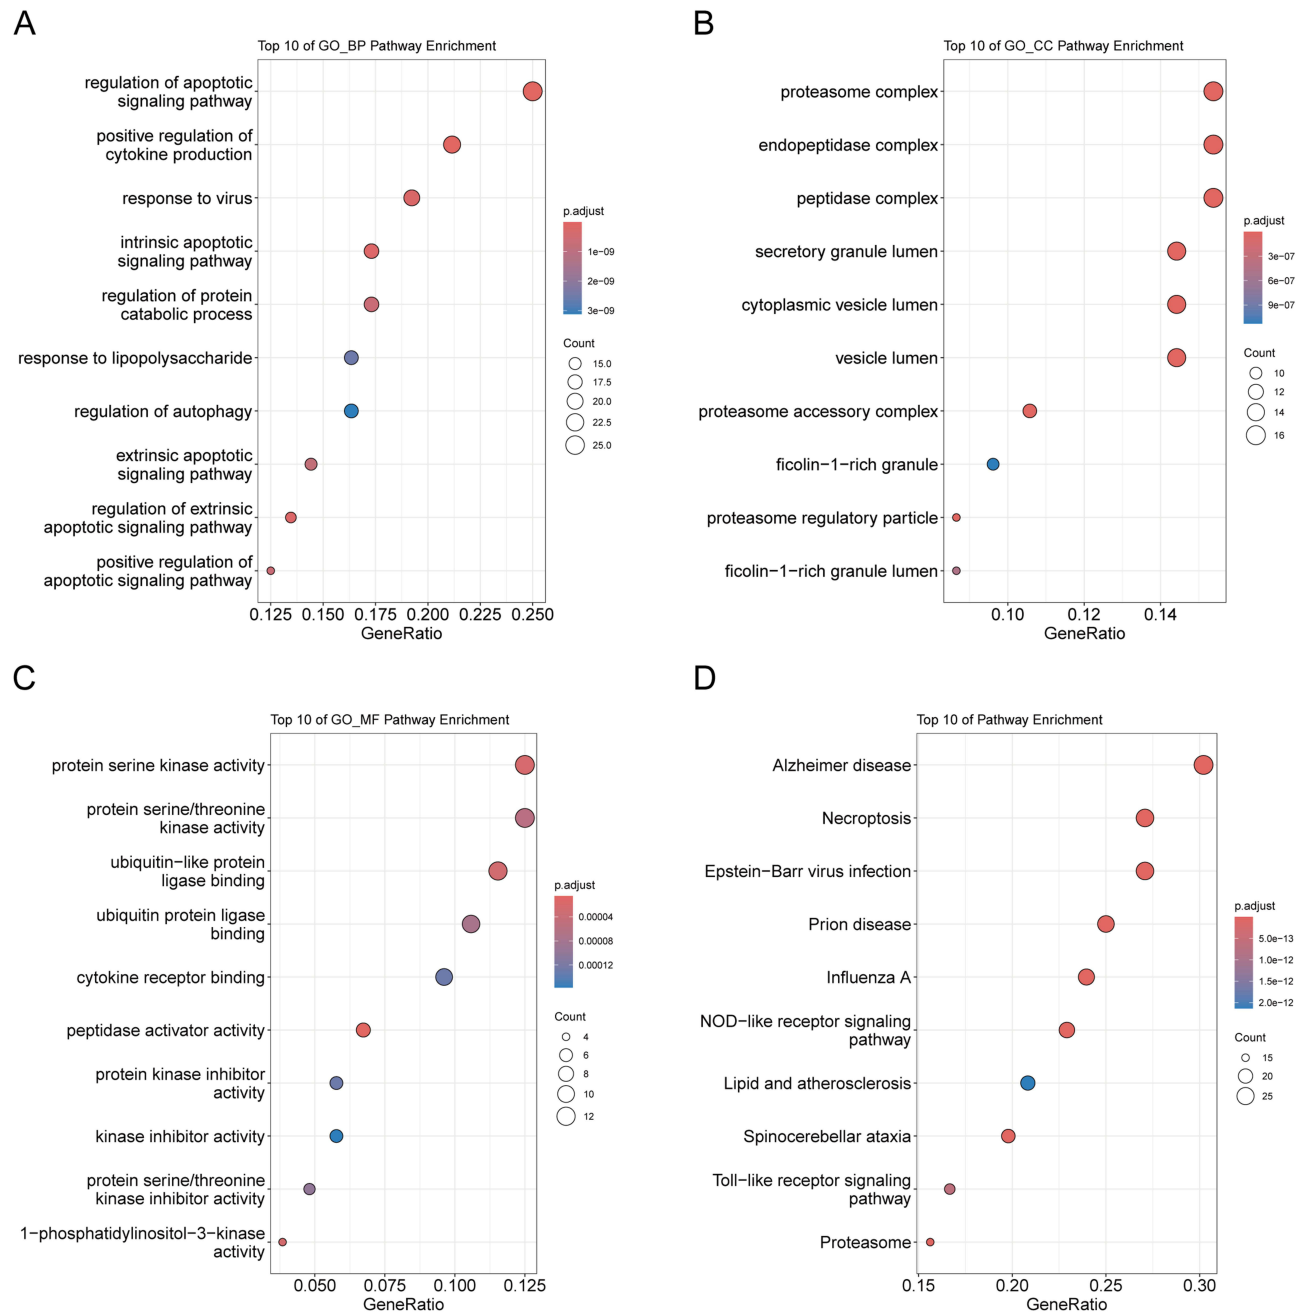 A
Top 10 of GO_BP Pathway Enrichment
regulation of apoptotic
signaling pathway
positive regulation of
cytokine production
response to virus
intrinsic apoptotic
signaling pathway
regulation of protein
catabolic process
response to lipopolysaccharide
regulation of autophagy
extrinsic apoptotic
signaling pathway
regulation of extrinsic
apoptotic signaling pathway
positive regulation of
apoptotic signaling pathway
0.125 0.150 0.175 0.200 0.225 0.250
GeneRatio
p.adjust
1e−09
2e−09
3e−09
Count
15.0
17.5
20.0
22.5
25.0
B
Top 10 of GO_CC Pathway Enrichment
proteasome complex
endopeptidase complex
peptidase complex
secretory granule lumen
cytoplasmic vesicle lumen
vesicle lumen
proteasome accessory complex
ficolin−1−rich granule
proteasome regulatory particle
ficolin−1−rich granule lumen
0.10 0.12 0.14
GeneRatio
p.adjust
3e−07
6e−07
9e−07
Count
10
12
14
16
C
Top 10 of GO_MF Pathway Enrichment
protein serine kinase activity
protein serine/threonine
kinase activity
ubiquitin−like protein
ligase binding
ubiquitin protein ligase
binding
cytokine receptor binding
peptidase activator activity
protein kinase inhibitor
activity
kinase inhibitor activity
protein serine/threonine
kinase inhibitor activity
1−phosphatidylinositol−3−kinase
activity
0.050 0.075 0.100 0.125
GeneRatio
p.adjust
0.00004
0.00008
0.00012
Count
4
6
8
10
12
D
Top 10 of Pathway Enrichment
Alzheimer disease
Necroptosis
Epstein−Barr virus infection
Prion disease
Influenza A
NOD−like receptor signaling
pathway
Lipid and atherosclerosis
Spinocerebellar ataxia
Toll−like receptor signaling
pathway
Proteasome
0.15 0.20 0.25 0.30
GeneRatio
p.adjust
5.0e−13
1.0e−12
1.5e−12
2.0e−12
Count
15
20
25